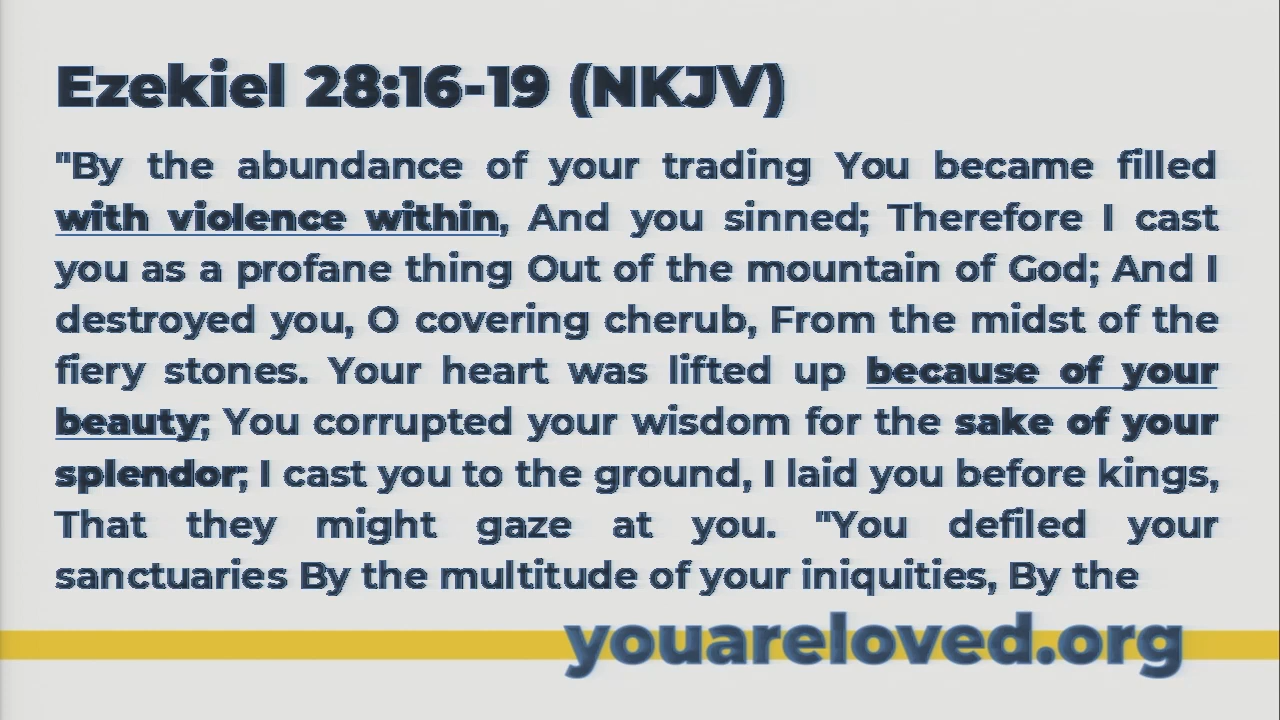 Ezekiel 28:16-19 (NKJV)
"By the abundance of your trading You became filled
with violence within, And you sinned; Therefore I cast
you as a profane thing Out of the mountain of God; And I
destroyed you, O covering cherub, From the midst of the
fiery stones. Your heart was lifted up because of your
beauty; You corrupted your wisdom for the sake of your
splendor; I cast you to the ground, I laid you before kings,
That they might gaze at you. "You defiled your
sanctuaries By the multitude of your iniquities, By the
youareloved.org